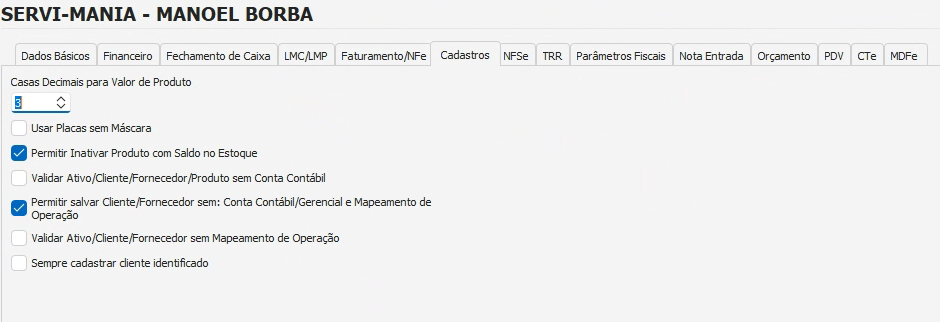 SERVI-MANIA - MANOEL BORBA
Dados Básicos Financeiro Fechamento de Caixa LMC/LMP Faturamento/NFe Cadastros NFSe TRR Parâmetros Fiscais Nota Entrada Orçamento PDV CTe MDFe
Casas Decimais para Valor de Produto
3
Usar Placas sem Máscara
Permitir Inativar Produto com Saldo no Estoque
Validar Ativo/Cliente/Fornecedor/Produto sem Conta Contábil
Permitir salvar Cliente/Fornecedor sem: Conta Contábil/Gerencial e Mapeamento de
Operação
Validar Ativo/Cliente/Fornecedor sem Mapeamento de Operação
Sempre cadastrar cliente identificado